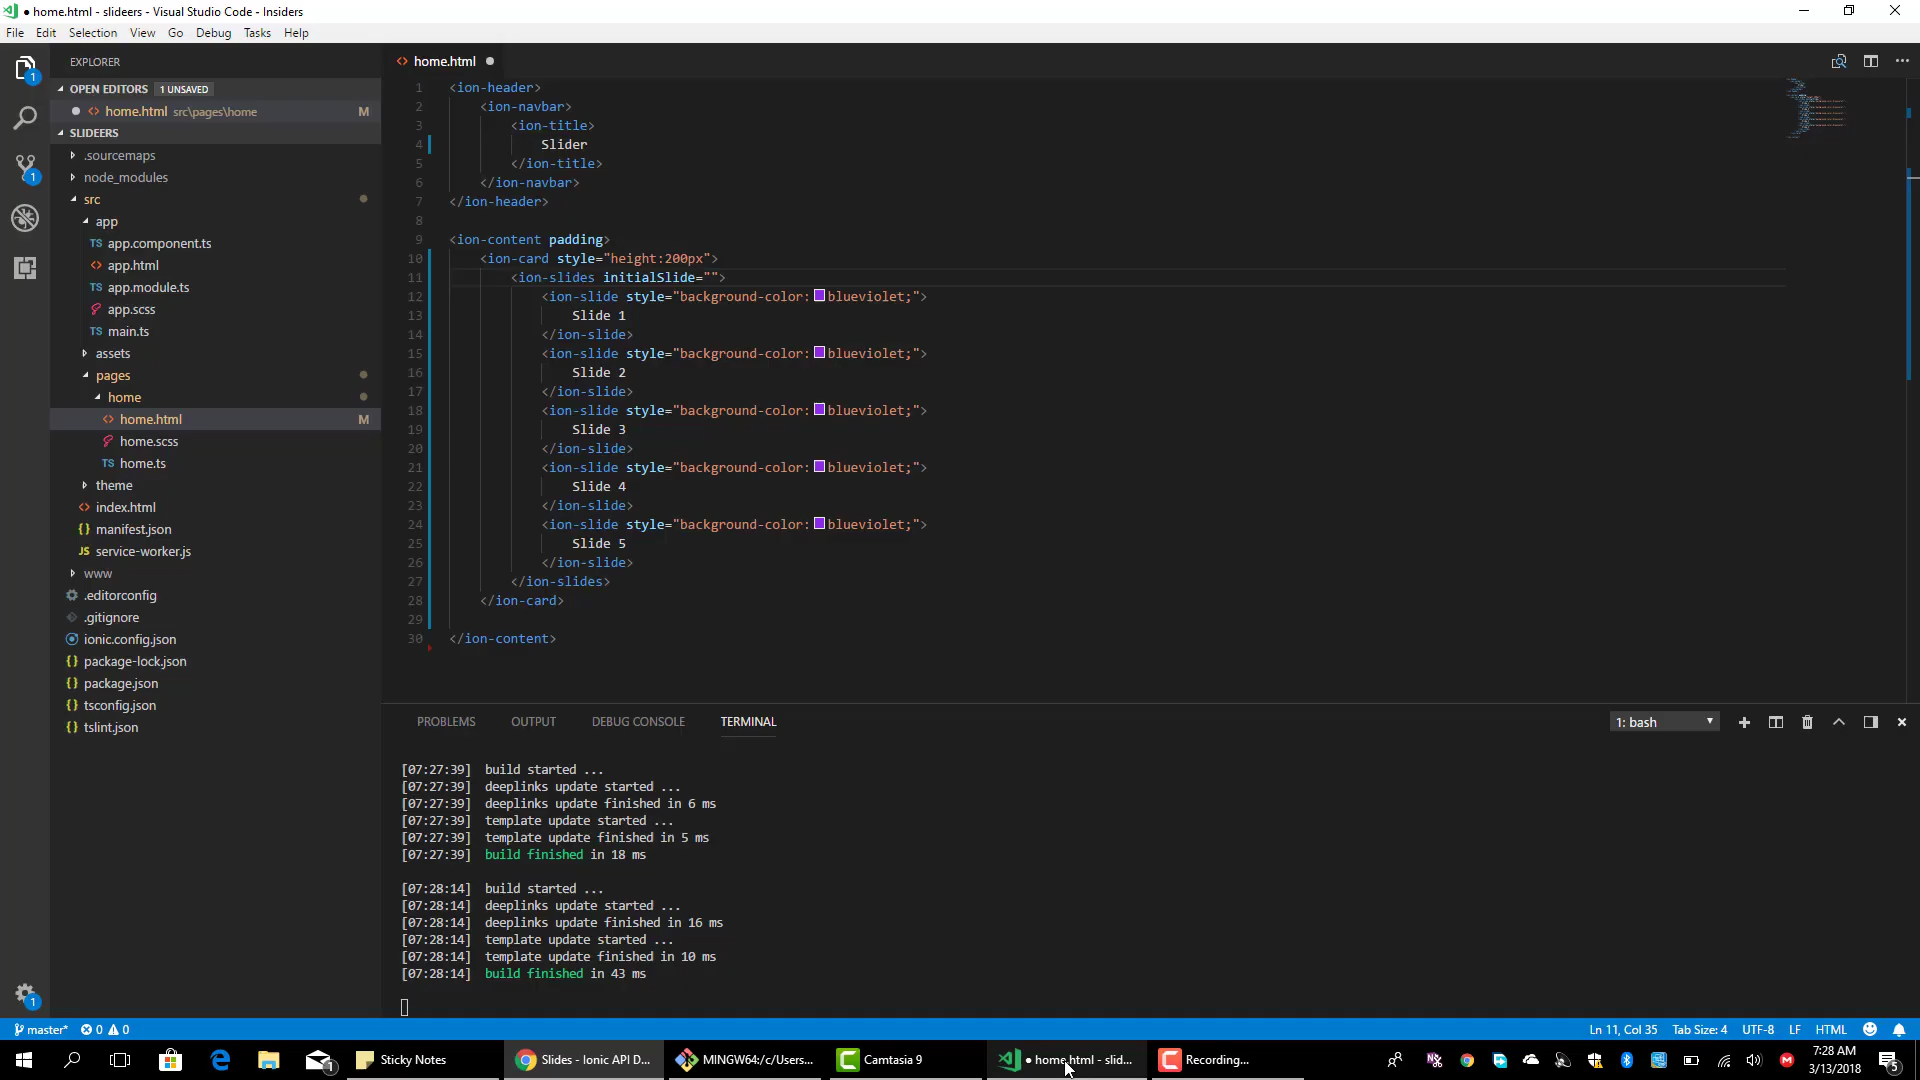 ● home.html - slideers - Visual Studio Code - Insiders
File Edit Selection View Go Debug Tasks Help
EXPLORER
OPEN EDITORS 1 UNSAVED
● <> home.html src\pages\home M
SLIDEERS
.sourcemaps
node_modules
src
app
TS app.component.ts
<> app.html
TS app.module.ts
app.scss
TS main.ts
assets
pages
home
<> home.html M
home.scss
TS home.ts
theme
<> index.html
{} manifest.json
JS service-worker.js
www
.editorconfig
.gitignore
ionic.config.json
{} package-lock.json
{} package.json
{} tsconfig.json
{} tslint.json
1
1
1
<> home.html ●
1 <ion-header>
2 <ion-navbar>
3 <ion-title>
4 Slider
5 </ion-title>
6 </ion-navbar>
7 </ion-header>
8
9 <ion-content padding>
10 <ion-card style="height:200px">
11 <ion-slides initialSlide="">
12 <ion-slide style="background-color:blueviolet;">
13 Slide 1
14 </ion-slide>
15 <ion-slide style="background-color:blueviolet;">
16 Slide 2
17 </ion-slide>
18 <ion-slide style="background-color:blueviolet;">
19 Slide 3
20 </ion-slide>
21 <ion-slide style="background-color:blueviolet;">
22 Slide 4
23 </ion-slide>
24 <ion-slide style="background-color:blueviolet;">
25 Slide 5
26 </ion-slide>
27 </ion-slides>
28 </ion-card>
29
30 </ion-content>
PROBLEMS OUTPUT DEBUG CONSOLE TERMINAL 1: bash
[07:27:39] build started ...
[07:27:39] deeplinks update started ...
[07:27:39] deeplinks update finished in 6 ms
[07:27:39] template update started ...
[07:27:39] template update finished in 5 ms
[07:27:39] build finished in 18 ms
[07:28:14] build started ...
[07:28:14] deeplinks update started ...
[07:28:14] deeplinks update finished in 16 ms
[07:28:14] template update started ...
[07:28:14] template update finished in 10 ms
[07:28:14] build finished in 43 ms
master* 0 0 Ln 11, Col 35 Tab Size: 4 UTF-8 LF HTML
1 Sticky Notes Slides - Ionic API D... MINGW64:/c/Users... Camtasia 9 ● home.html - slid... Recording... 7:28 AM
3/13/2018 5